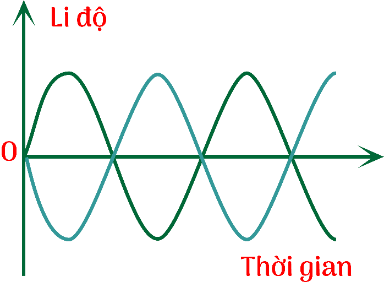 Li độ
O
Thời gian